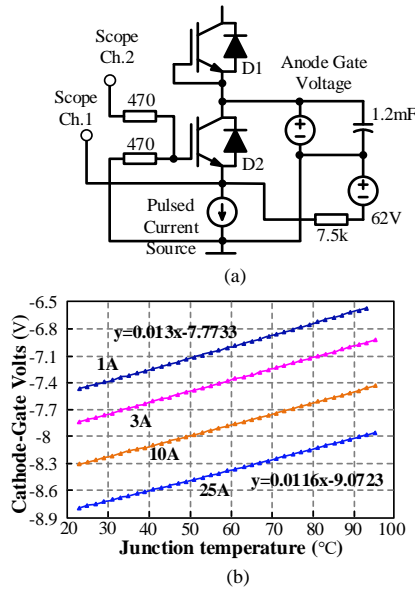 (a)
Scope
Ch.2
Scope
Ch.1
470
470
D1
D2
Anode Gate
Voltage
1.2mF
Pulsed
Current
Source
7.5k
62V
(a)
Cathode-Gate Volts (V)
-6.5
-6.8
-7.1
-7.4
-7.7
-8
-8.3
-8.6
-8.9
y=0.013x-7.7733
1A
3A
10A
25A
y=0.0116x-9.0723
20 30 40 50 60 70 80 90 100
Junction temperature (°C)
(b)